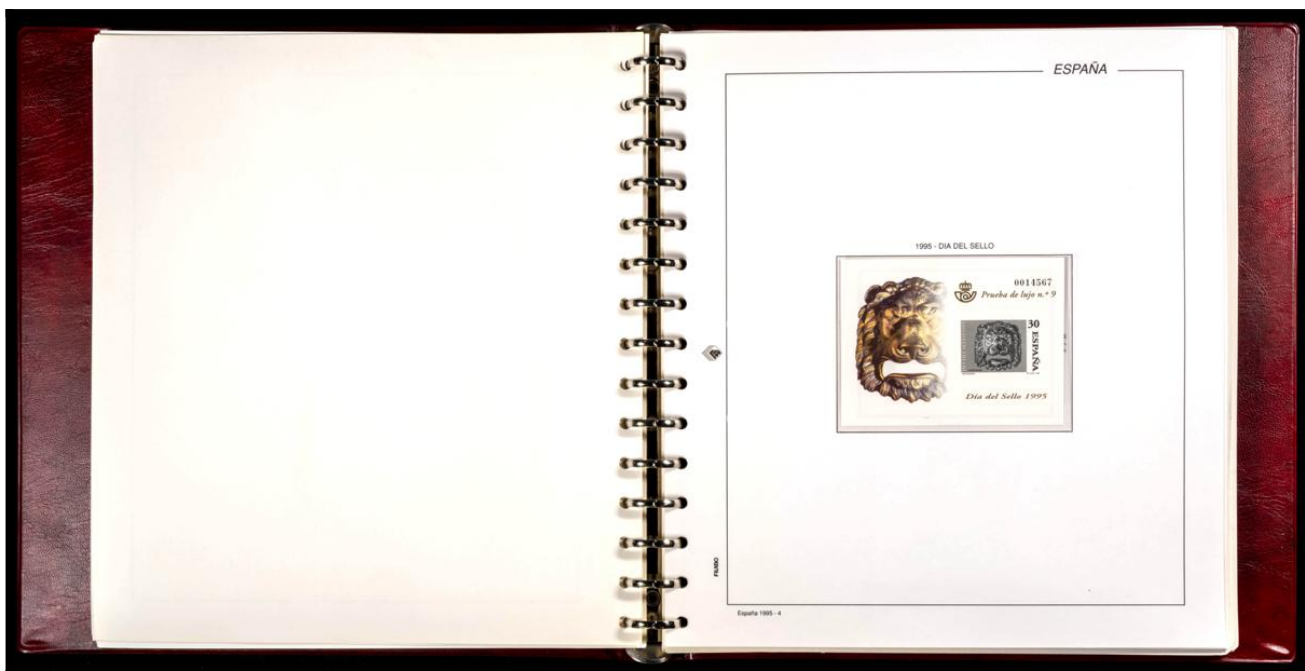 ESPAÑA
1995 - DIA DEL SELLO
0014567
Prueba de lujo n.º 9
30
ESPAÑA
Día del Sello 1995
FILABO
España 1995 - 4